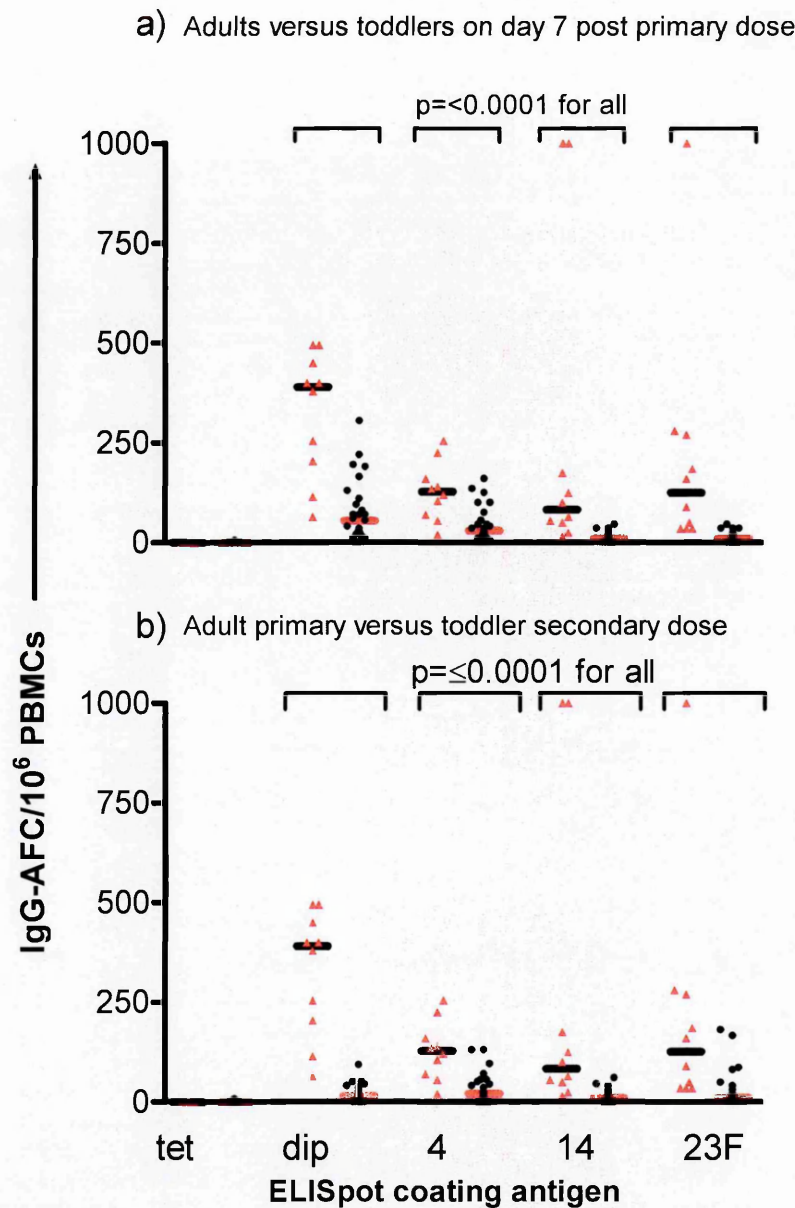 a) Adults versus toddlers on day 7 post primary dose
p=<0.0001 for all
1000
750
500
250
0
b) Adult primary versus toddler secondary dose
p=≤0.0001 for all
1000
750
500
250
0
IgG-AFC/10⁶ PBMCs
tet dip 4 14 23F
ELISpot coating antigen